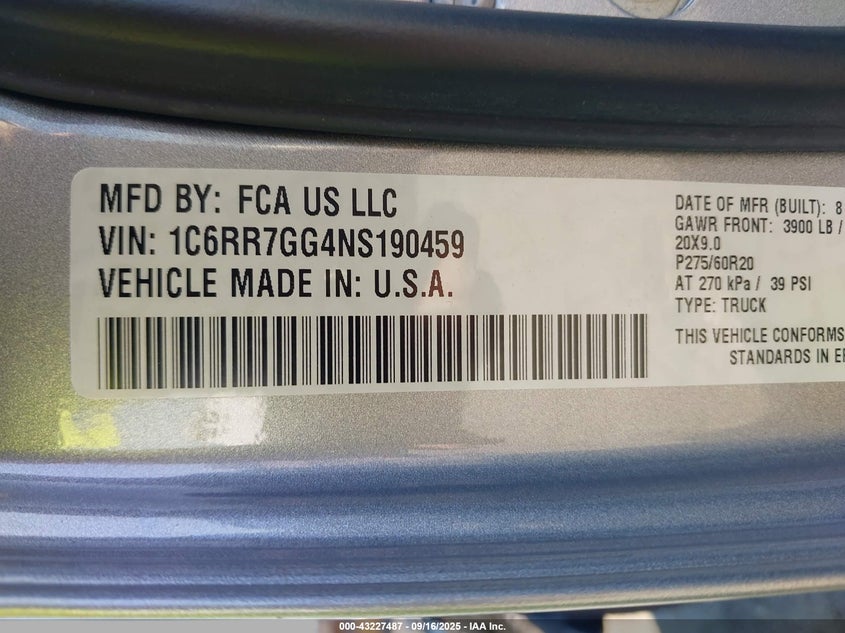 MFD BY: FCA US LLC
VIN: 1C6RR7GG4NS190459
VEHICLE MADE IN: U.S.A.
DATE OF MFR (BUILT): 8
GAWR FRONT: 3900 LB /
20X9.0
P275/60R20
AT 270 kPa / 39 PSI
TYPE: TRUCK
THIS VEHICLE CONFORMS
STANDARDS IN
000-43227487 - 09/16/2025 - IAA Inc.